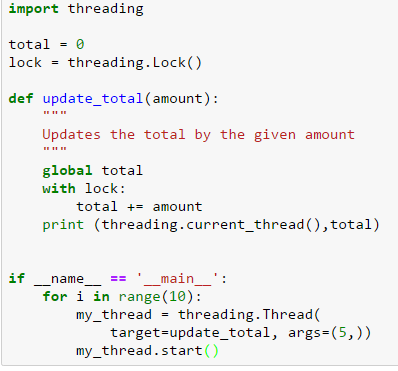 import threading
total = 0
lock = threading.Lock()
def update_total(amount):
    """
    Updates the total by the given amount
    """
    global total
    with lock:
        total += amount
    print (threading.current_thread(),total)
if __name__ == '__main__':
    for i in range(10):
        my_thread = threading.Thread(
            target=update_total, args=(5,))
        my_thread.start()